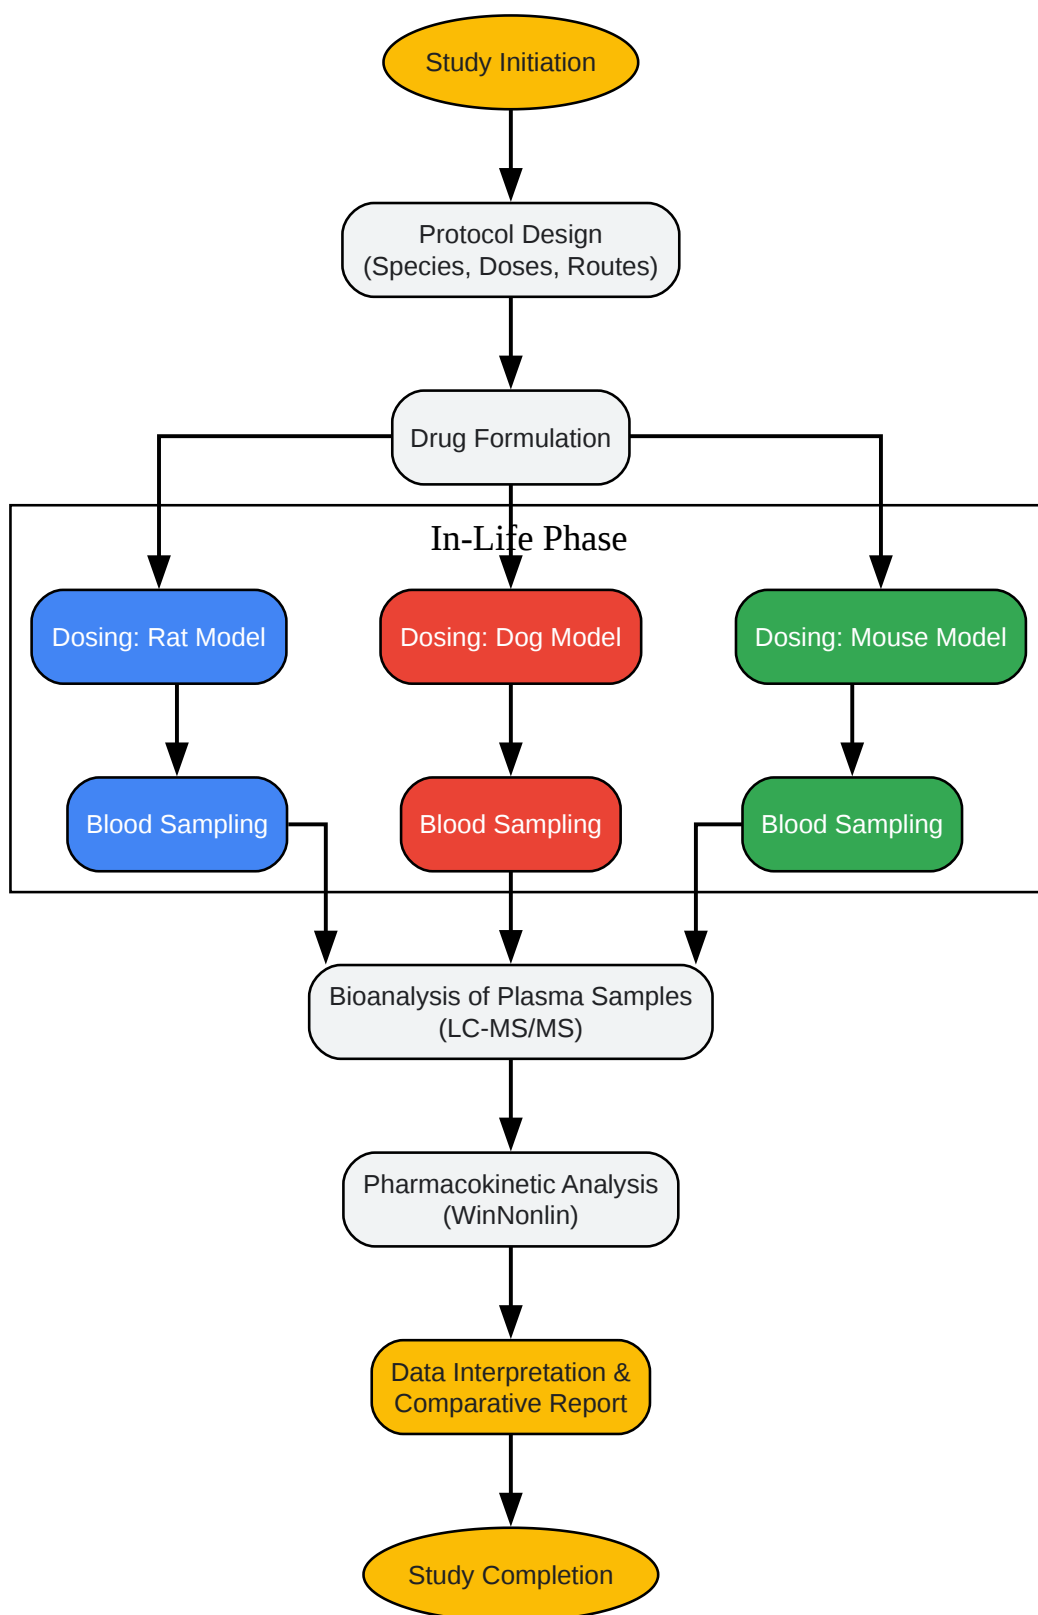 Study Initiation
Protocol Design
(Species, Doses, Routes)
Drug Formulation
In-Life Phase
Dosing: Rat Model
Dosing: Dog Model
Dosing: Mouse Model
Blood Sampling
Blood Sampling
Blood Sampling
Bioanalysis of Plasma Samples
(LC-MS/MS)
Pharmacokinetic Analysis
(WinNonlin)
Data Interpretation &
Comparative Report
Study Completion